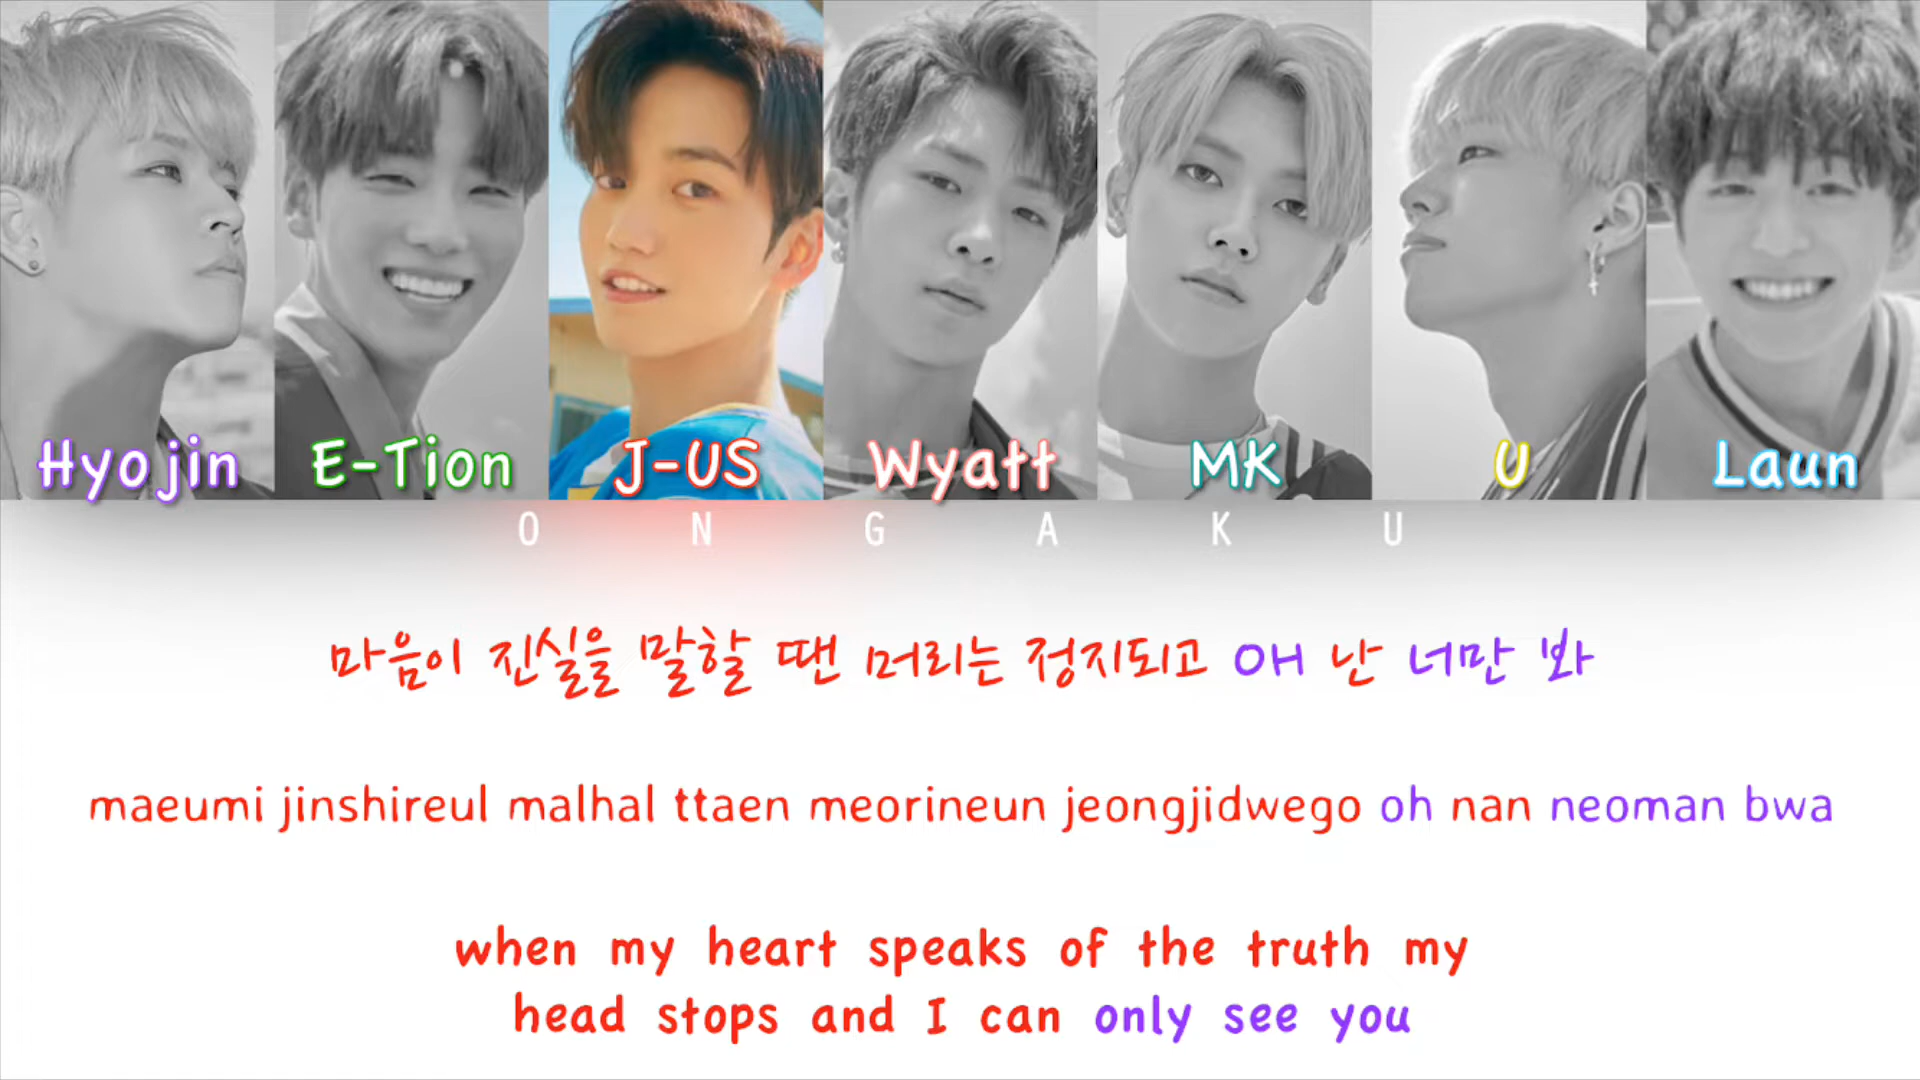 Hyojin E-Tion J-US Wyatt MK U Laun
O N G A K U
마음이 진실을 말할 땐 머리는 정지되고 OH 난 너만 봐
maeumi jinshireul malhal ttaen meorineun jeongjidwego oh nan neoman bwa
when my heart speaks of the truth my
head stops and I can only see you